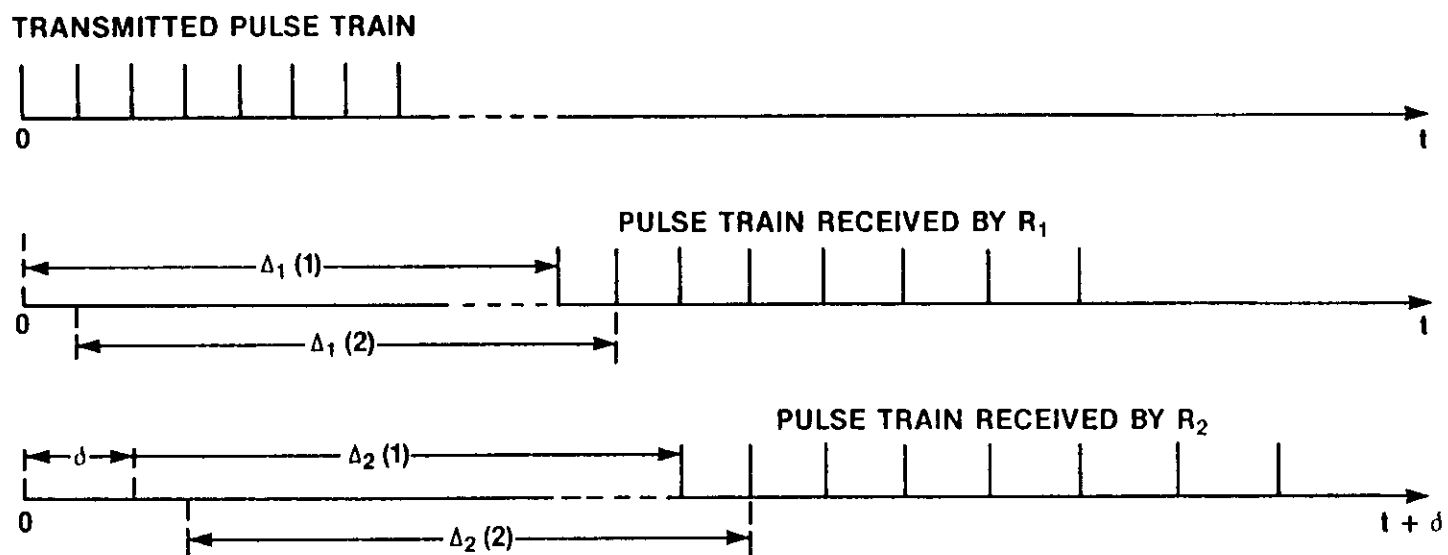 TRANSMITTED PULSE TRAIN
0
t
PULSE TRAIN RECEIVED BY R₁
Δ₁ (1)
0
t
Δ₁ (2)
PULSE TRAIN RECEIVED BY R₂
d
Δ₂ (1)
0
t + d
Δ₂ (2)